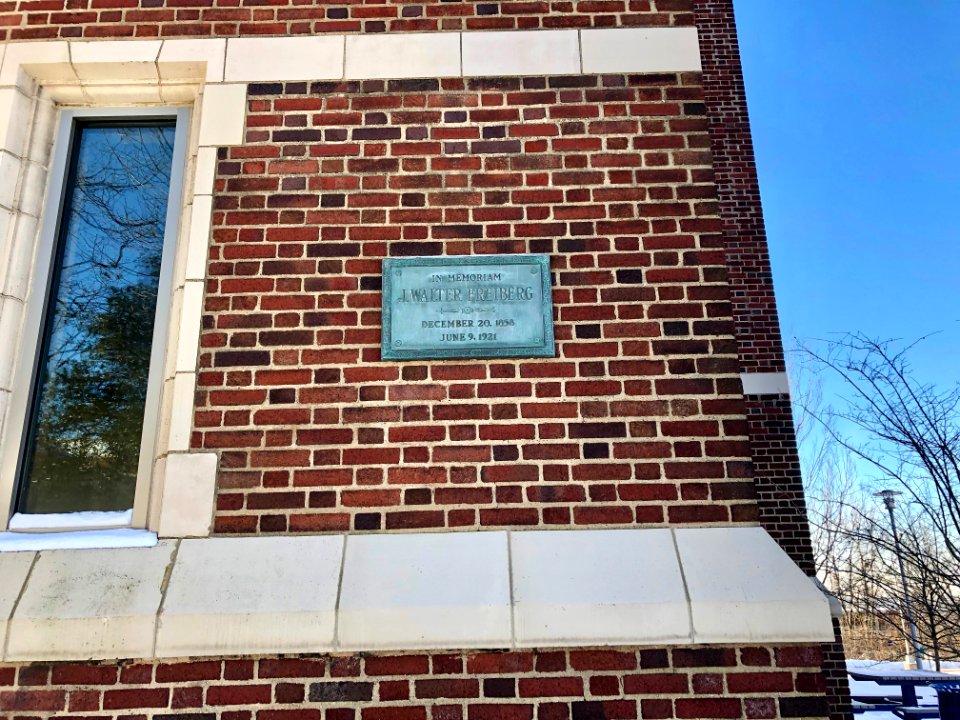 IN MEMORIAM
J. WALTER FREIBERG
DECEMBER 20, 1858
JUNE 9, 1921